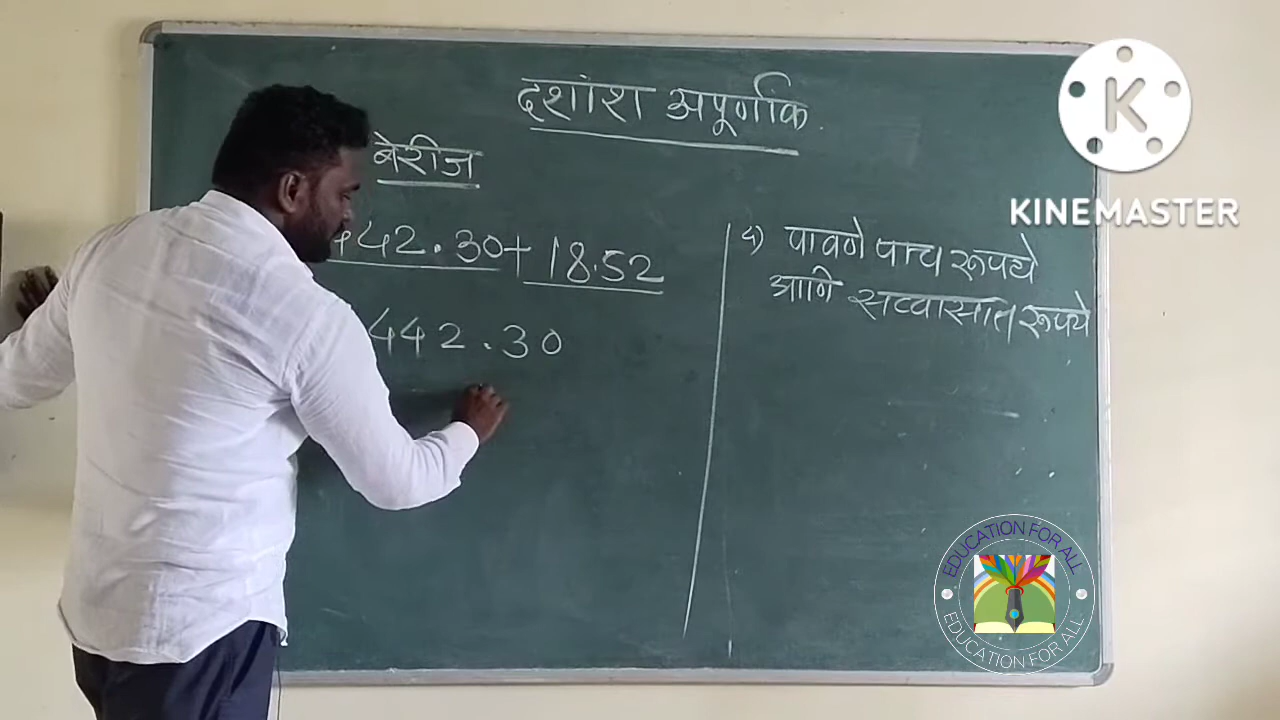 दशांश अपूर्णांक.
बेरीज
442.30+ 18.52
442.30
५) पावणे पाच रूपये
आणि सव्वासात रूपये
K
KINEMASTER
EDUCATION FOR ALL
EDUCATION FOR ALL